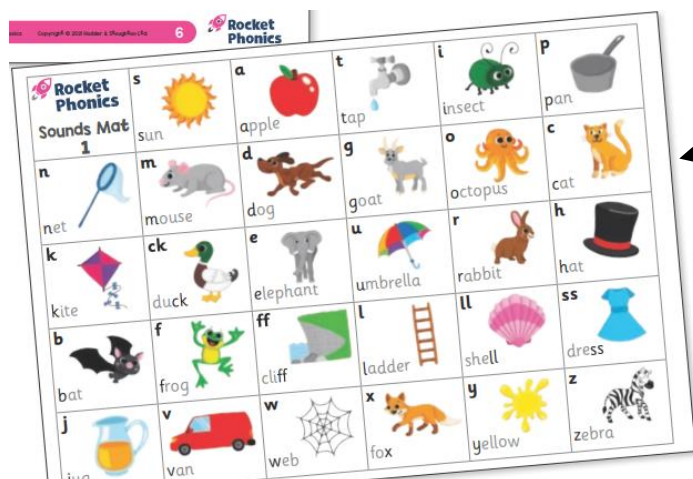 Copyright © 2021 Hodder & Stoughton Ltd.
6
Rocket
Phonics
Rocket
Phonics
Sounds Mat
1
s
sun
a
apple
t
tap
i
insect
p
pan
n
net
m
mouse
d
dog
g
goat
o
octopus
c
cat
k
kite
ck
duck
e
elephant
u
umbrella
r
rabbit
h
hat
b
bat
f
frog
ff
cliff
l
ladder
ll
shell
ss
dress
j
jug
v
van
w
web
x
fox
y
yellow
z
zebra